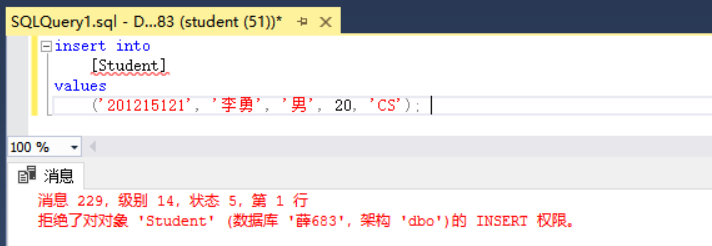 SQLQuery1.sql - D...83 (student (51))*
insert into
[Student]
values
('201215121', '李勇', '男', 20, 'CS');
100 %
消息
消息 229，级别 14，状态 5，第 1 行
拒绝了对对象 'Student' (数据库 '薛683'，架构 'dbo')的 INSERT 权限。